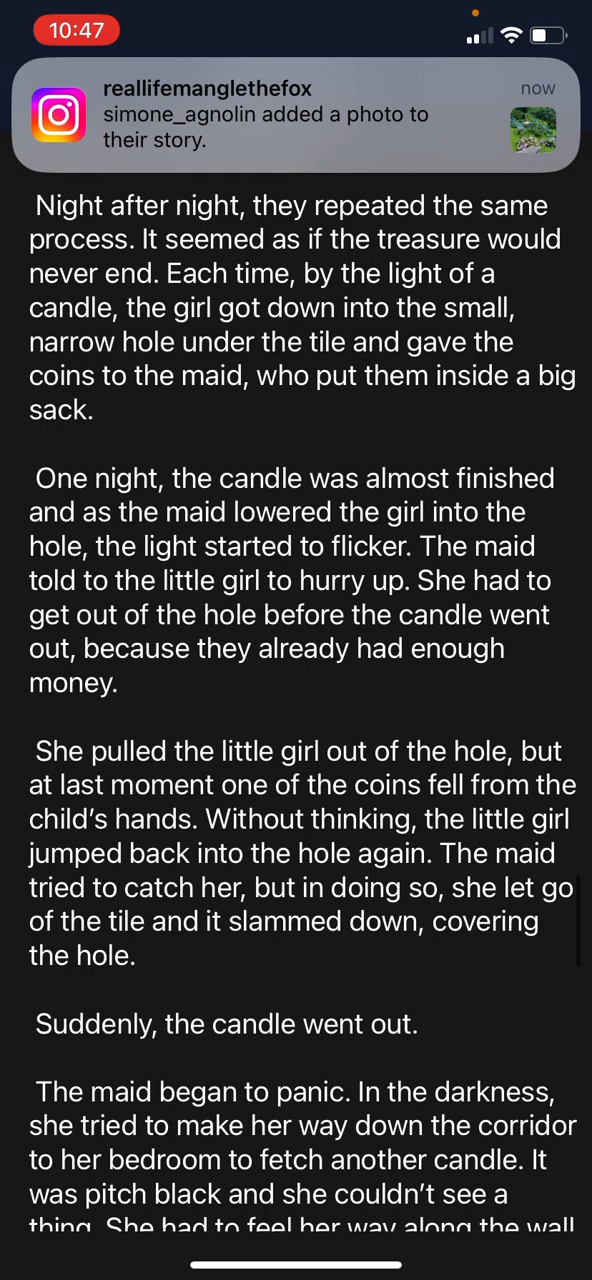 10:47
reallifemanglethefox
now
simone_agnolin added a photo to
their story.
Night after night, they repeated the same
process. It seemed as if the treasure would
never end. Each time, by the light of a
candle, the girl got down into the small,
narrow hole under the tile and gave the
coins to the maid, who put them inside a big
sack.
One night, the candle was almost finished
and as the maid lowered the girl into the
hole, the light started to flicker. The maid
told to the little girl to hurry up. She had to
get out of the hole before the candle went
out, because they already had enough
money.
She pulled the little girl out of the hole, but
at last moment one of the coins fell from the
child’s hands. Without thinking, the little girl
jumped back into the hole again. The maid
tried to catch her, but in doing so, she let go
of the tile and it slammed down, covering
the hole.
Suddenly, the candle went out.
The maid began to panic. In the darkness,
she tried to make her way down the corridor
to her bedroom to fetch another candle. It
was pitch black and she couldn’t see a
thing. She had to feel her way along the wall